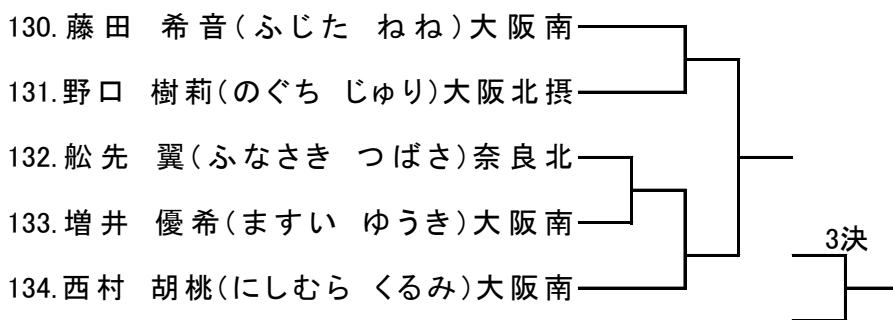 130.藤田 希音(ふじた ねね)大阪南
131.野口 樹莉(のぐち じゅり)大阪北摂
132.舩先 翼(ふなさき つばさ)奈良北
133.増井 優希(ますい ゆうき)大阪南
3決
134.西村 胡桃(にしむら くるみ)大阪南